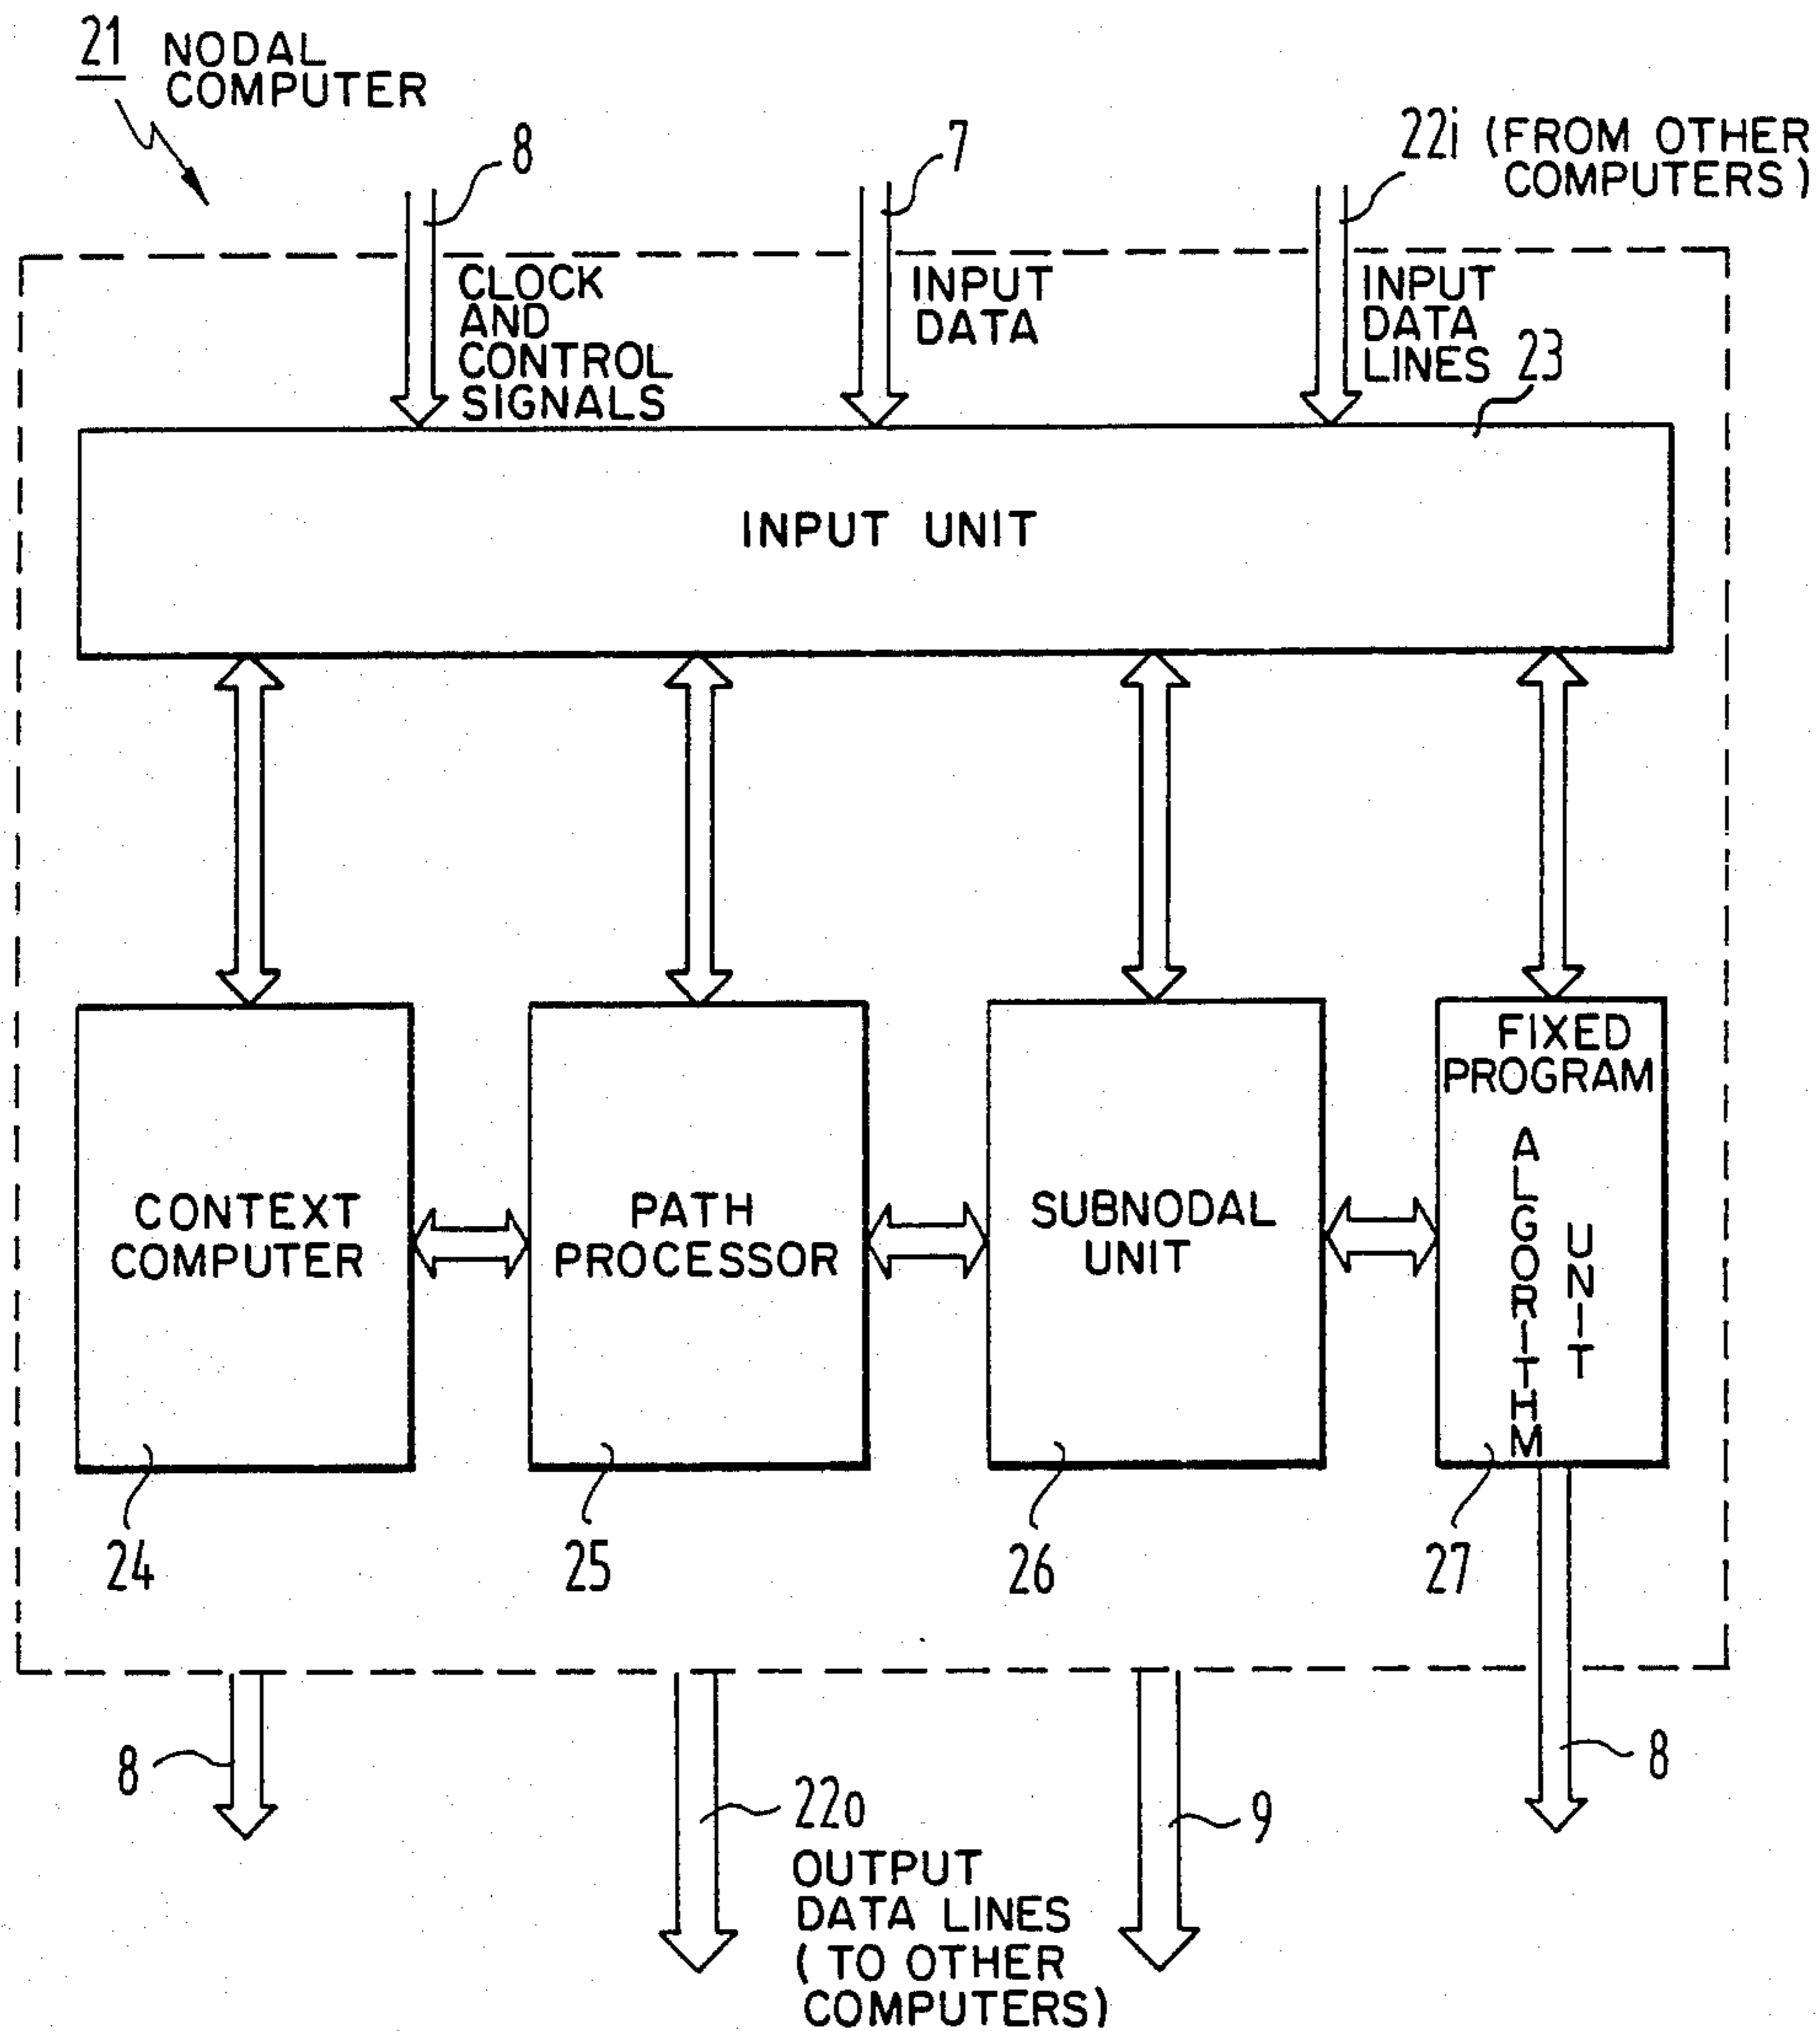 21 NODAL
COMPUTER
8
7
22i (FROM OTHER
COMPUTERS)
CLOCK
AND
CONTROL
SIGNALS
INPUT
DATA
INPUT
DATA
LINES
23
INPUT UNIT
CONTEXT
COMPUTER
PATH
PROCESSOR
SUBNODAL
UNIT
FIXED
PROGRAM
ALGORITHM
UNIT
24
25
26
27
8
22o
OUTPUT
DATA LINES
(TO OTHER
COMPUTERS)
9
8